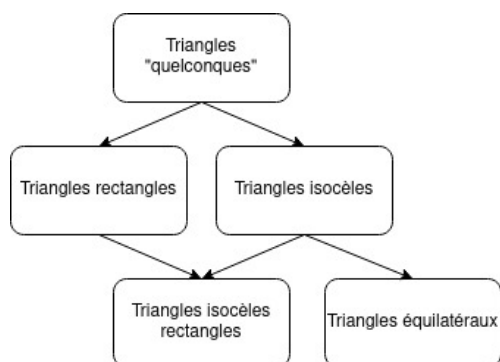 Triangles
"quelconques"
Triangles rectangles
Triangles isocèles
Triangles isocèles
rectangles
Triangles équilatéraux